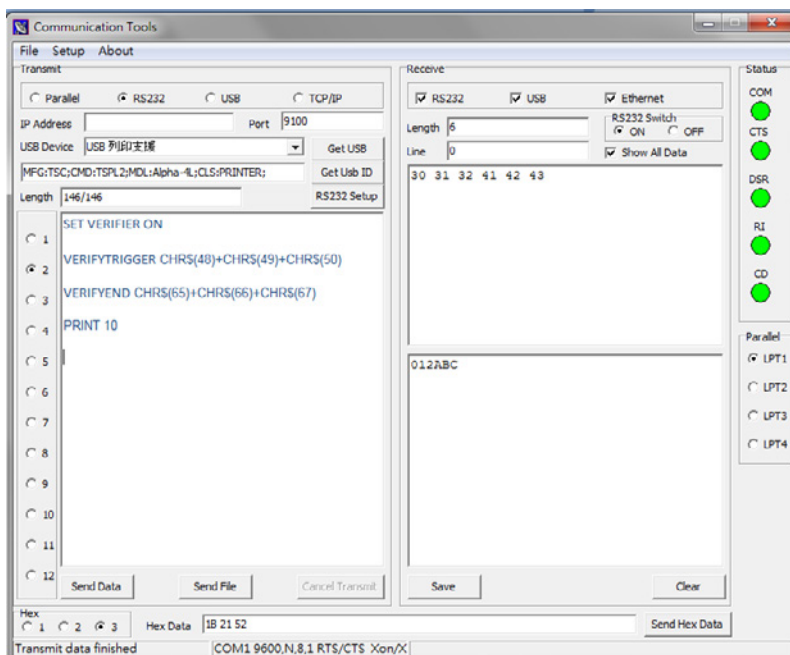 Communication Tools
File Setup About
Transmit
Parallel RS232 USB TCP/IP
IP Address Port 9100
USB Device USB 列印支援 Get USB
MFG:TSC;CMD:TSPL2;MDL:Alpha-4L;CLS:PRINTER; Get Usb ID
Length 146/146 RS232 Setup
1
2
3
4
5
6
7
8
9
10
11
12
SET VERIFIER ON
VERIFYTRIGGER CHR$(48)+CHR$(49)+CHR$(50)
VERIFYEND CHR$(65)+CHR$(66)+CHR$(67)
PRINT 10
Send Data Send File Cancel Transmit
Receive
RS232 USB Ethernet
Length 6 RS232 Switch
ON OFF
Line 0 Show All Data
30 31 32 41 42 43
012ABC
Save Clear
Status
COM
CTS
DSR
RI
CD
Parallel
LPT1
LPT2
LPT3
LPT4
Hex
1 2 3 Hex Data 1B 21 52 Send Hex Data
Transmit data finished COM1 9600,N,8,1 RTS/CTS Xon/X